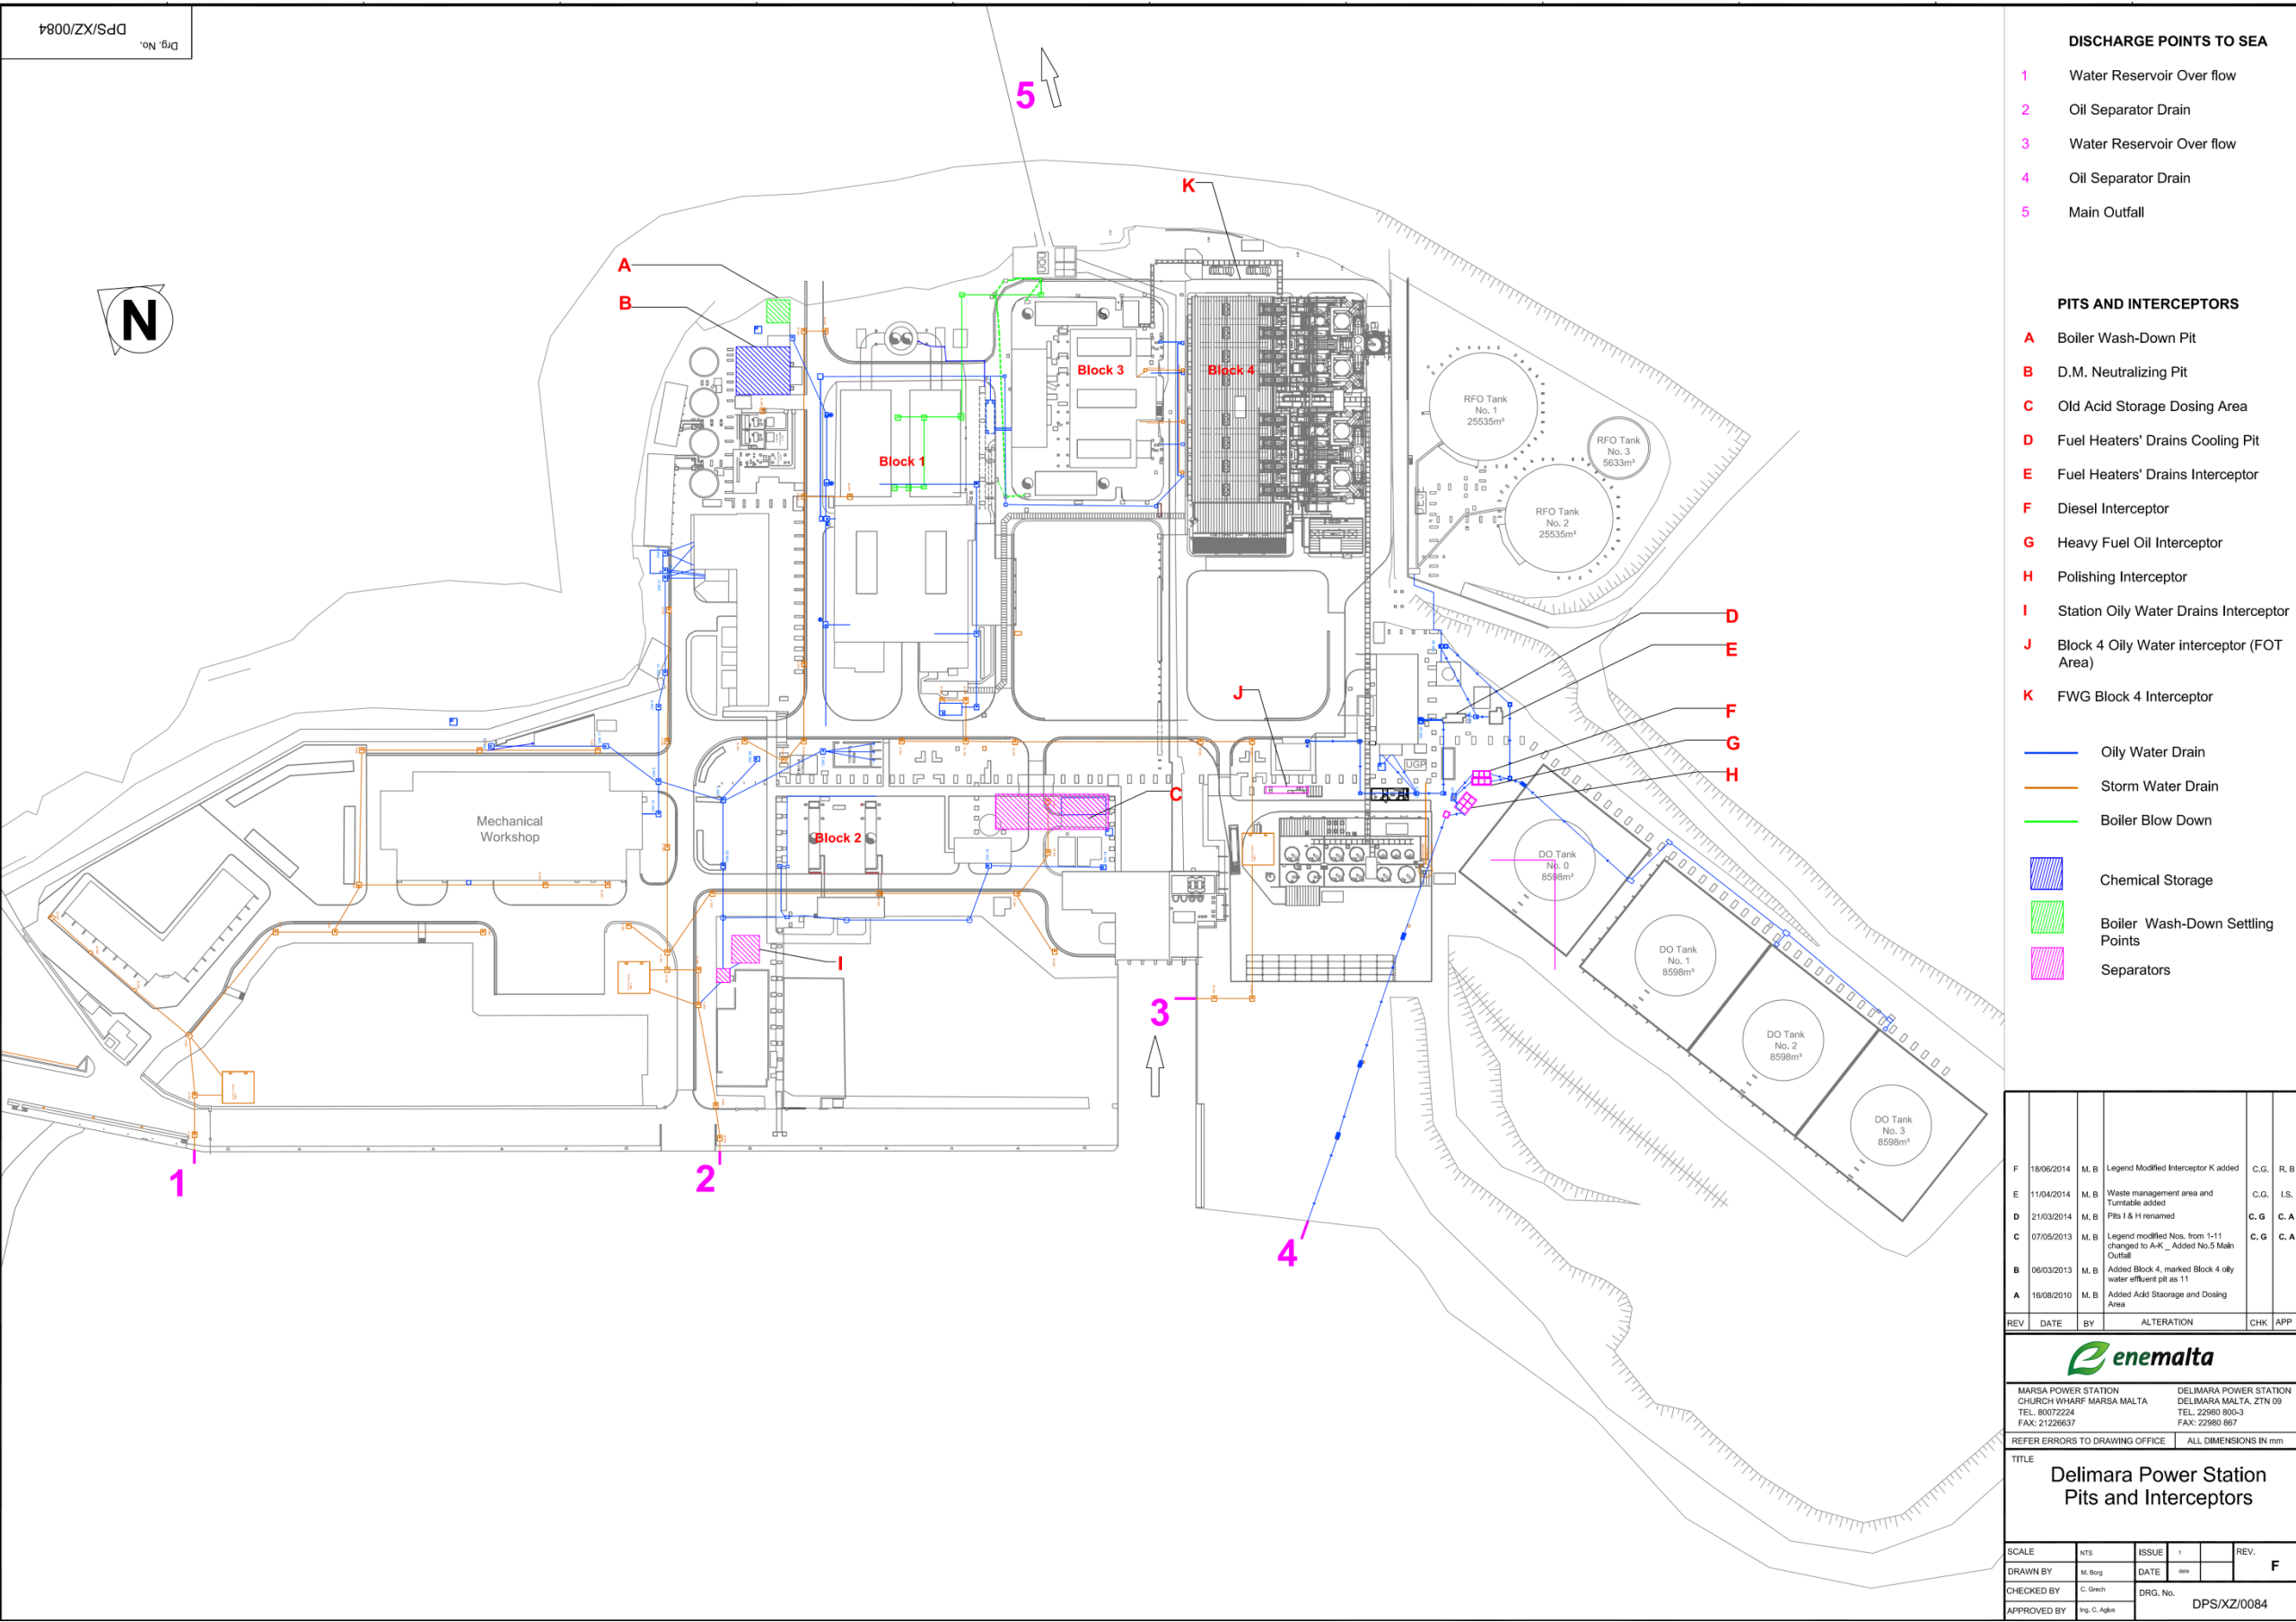 DPS/XZ/0084
Drg. No.
N
5
K
A
B
Block 3
Block 4
Block 1
RFO Tank
No. 1
25535m³
RFO Tank
No. 3
5633m³
RFO Tank
No. 2
25535m³
D
E
J
F
G
H
UGP
C
Mechanical
Workshop
Block 2
I
DO Tank
No. 0
8598m³
DO Tank
No. 1
8598m³
DO Tank
No. 2
8598m³
DO Tank
No. 3
8598m³
3
1
2
4
DISCHARGE POINTS TO SEA
1 Water Reservoir Over flow
2 Oil Separator Drain
3 Water Reservoir Over flow
4 Oil Separator Drain
5 Main Outfall
PITS AND INTERCEPTORS
A Boiler Wash-Down Pit
B D.M. Neutralizing Pit
C Old Acid Storage Dosing Area
D Fuel Heaters' Drains Cooling Pit
E Fuel Heaters' Drains Interceptor
F Diesel Interceptor
G Heavy Fuel Oil Interceptor
H Polishing Interceptor
I Station Oily Water Drains Interceptor
J Block 4 Oily Water interceptor (FOT
Area)
K FWG Block 4 Interceptor
Oily Water Drain
Storm Water Drain
Boiler Blow Down
Chemical Storage
Boiler Wash-Down Settling
Points
Separators
F 18/06/2014 M. B Legend Modified Interceptor K added C.G. R. B
E 11/04/2014 M. B Waste management area and C.G. I.S.
Turntable added
D 21/03/2014 M. B Pits I & H renamed C. G C. A
C 07/05/2013 M. B Legend modified Nos. from 1-11 C. G C. A
changed to A-K _ Added No.5 Main
Outfall
B 06/03/2013 M. B Added Block 4, marked Block 4 oily
water effluent pit as 11
A 16/08/2010 M. B Added Acid Staorage and Dosing
Area
REV DATE BY ALTERATION CHK APP
enemalta
MARSA POWER STATION DELIMARA POWER STATION
CHURCH WHARF MARSA MALTA DELIMARA MALTA. ZTN 09
TEL. 80072224 TEL. 22980 800-3
FAX: 21226637 FAX: 22980 867
REFER ERRORS TO DRAWING OFFICE ALL DIMENSIONS IN mm
TITLE
Delimara Power Station
Pits and Interceptors
SCALE NTS ISSUE 1 REV.
F
DRAWN BY M. Borg DATE date
CHECKED BY C. Grech DRG. No.
DPS/XZ/0084
APPROVED BY Ing. C. Agius